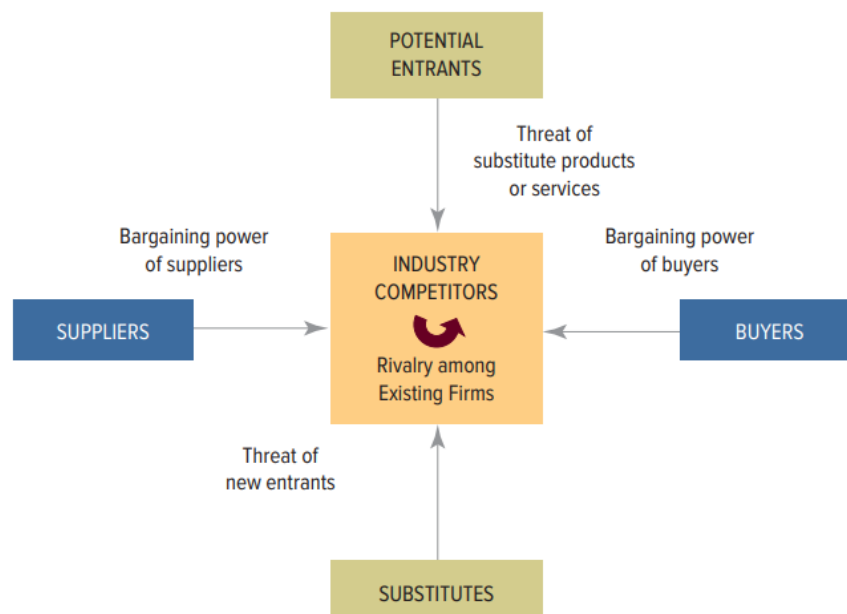 POTENTIAL
ENTRANTS
Threat of
substitute products
or services
Bargaining power
of suppliers
Bargaining power
of buyers
INDUSTRY
COMPETITORS
Rivalry among
Existing Firms
SUPPLIERS
BUYERS
Threat of
new entrants
SUBSTITUTES